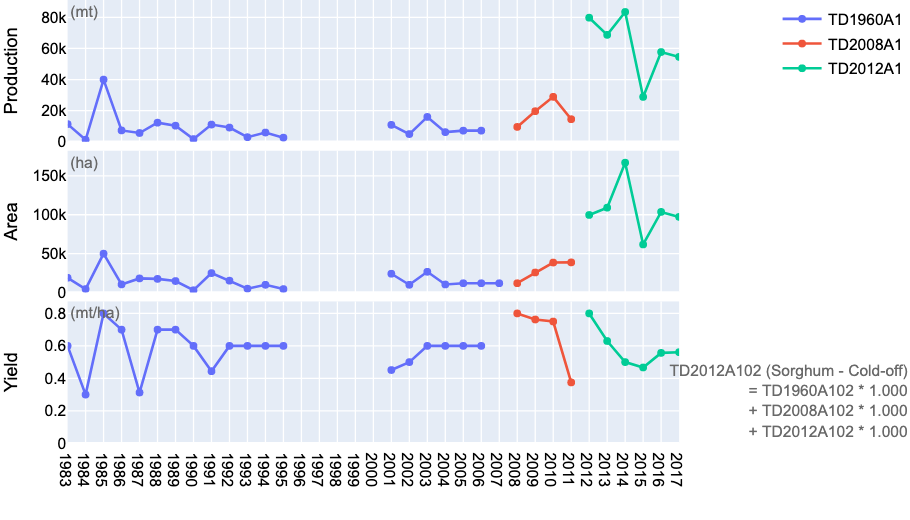 Production
(mt)
80k
60k
40k
20k
0
TD1960A1
TD2008A1
TD2012A1
Area
(ha)
150k
100k
50k
0
Yield
(mt/ha)
0.8
0.6
0.4
0.2
0
TD2012A102 (Sorghum - Cold-off)
= TD1960A102 * 1.000
+ TD2008A102 * 1.000
+ TD2012A102 * 1.000
1983
1984
1985
1986
1987
1988
1989
1990
1991
1992
1993
1994
1995
1996
1997
1998
1999
2000
2001
2002
2003
2004
2005
2006
2007
2008
2009
2010
2011
2012
2013
2014
2015
2016
2017